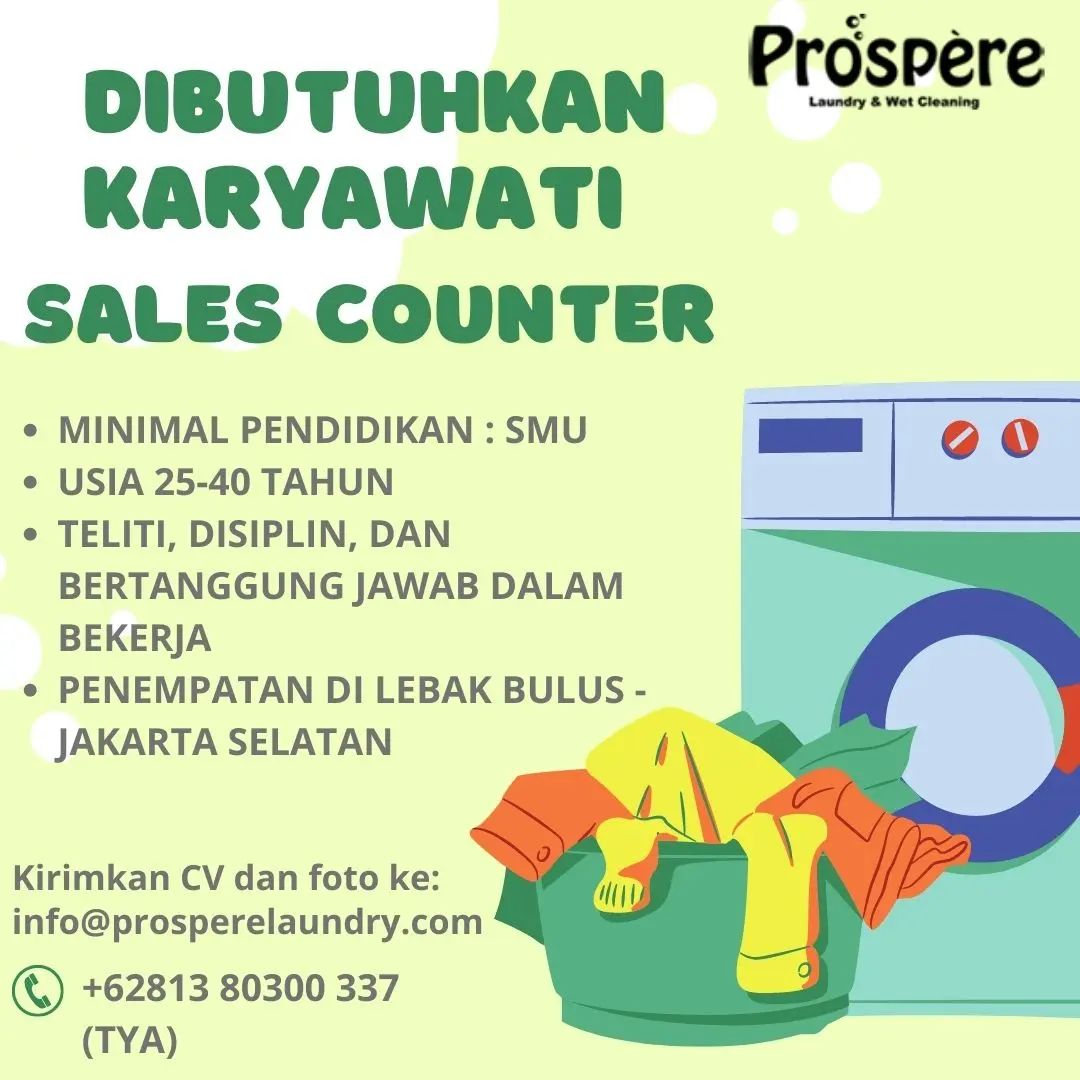 Prospère
Laundry & Wet Cleaning
DIBUTUHKAN
KARYAWATI
SALES COUNTER
• MINIMAL PENDIDIKAN : SMU
• USIA 25-40 TAHUN
• TELITI, DISIPLIN, DAN
BERTANGGUNG JAWAB DALAM
BEKERJA
• PENEMPATAN DI LEBAK BULUS -
JAKARTA SELATAN
Kirimkan CV dan foto ke:
info@prosperelaundry.com
+62813 80300 337
(TYA)